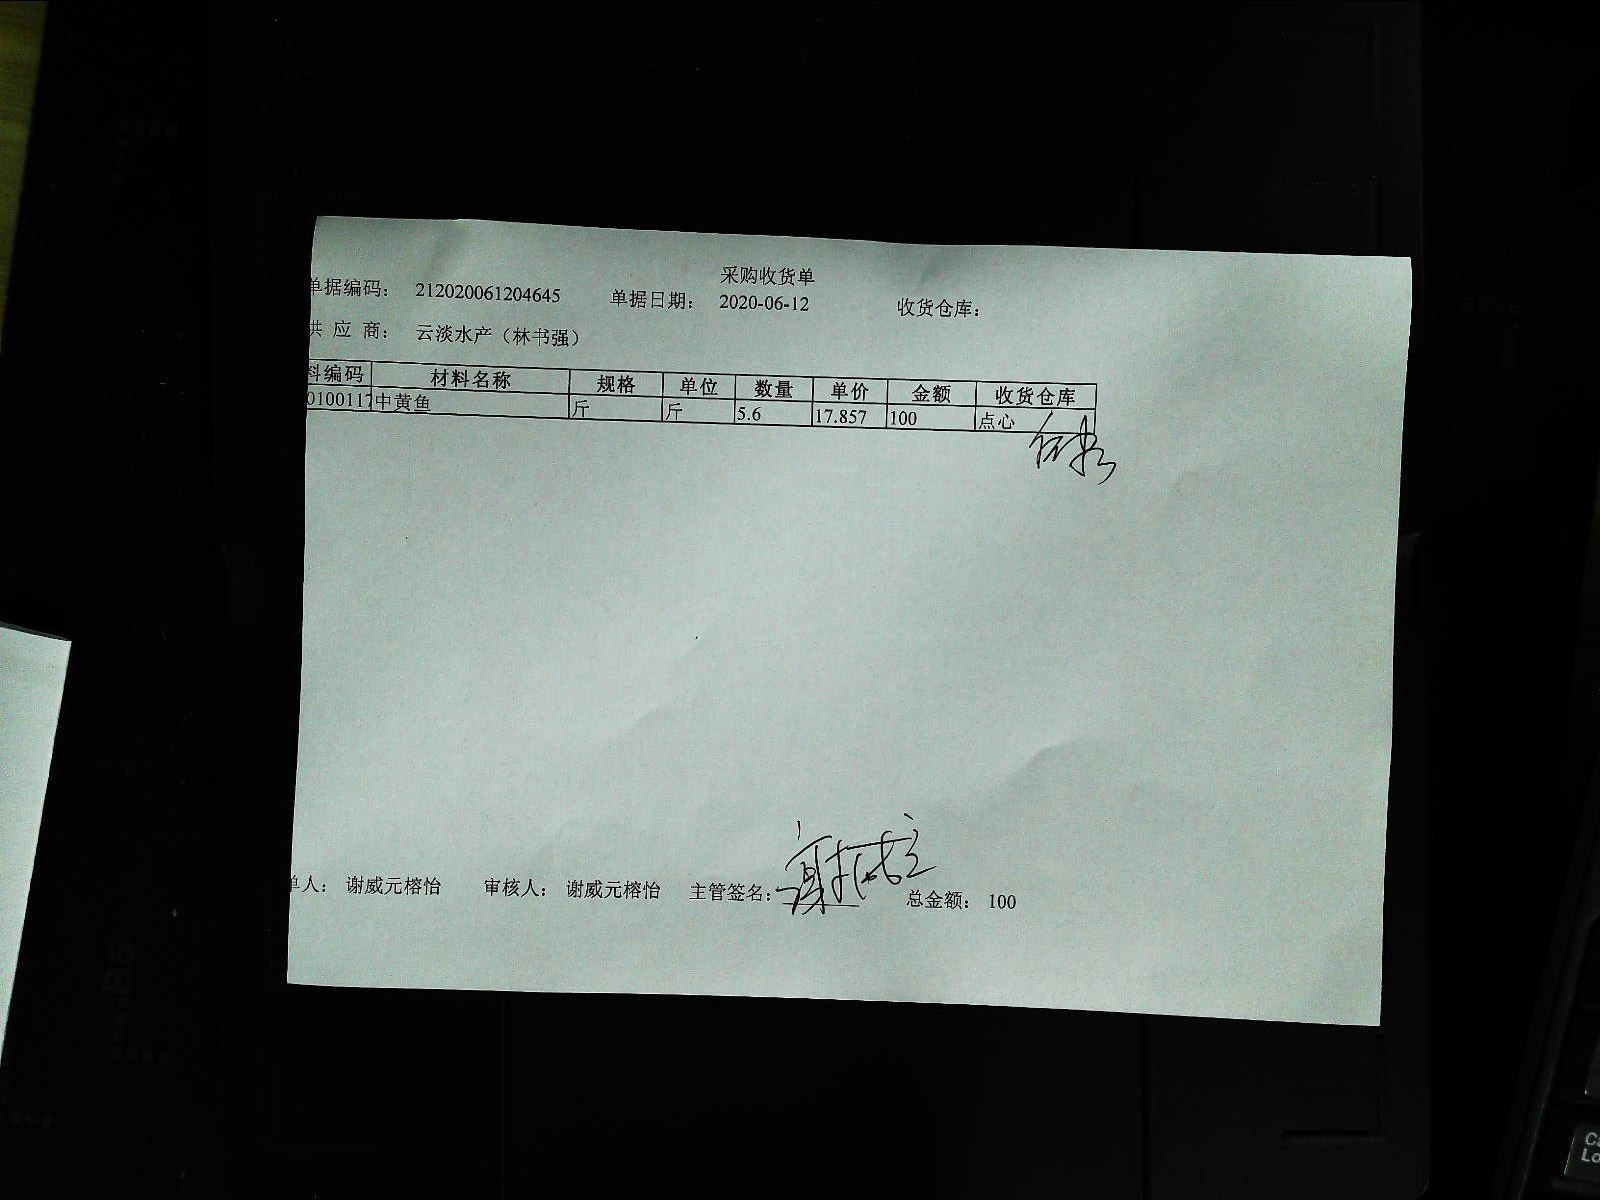 采购收货单
单据编码： 212020061204645 单据日期： 2020-06-12 收货仓库：
供 应 商： 云淡水产（林书强）
料编码 材料名称 规格 单位 数量 单价 金额 收货仓库
0100117 中黄鱼 斤 斤 5.6 17.857 100 点心
单人： 谢威元榕怡 审核人： 谢威元榕怡 主管签名： 总金额： 100